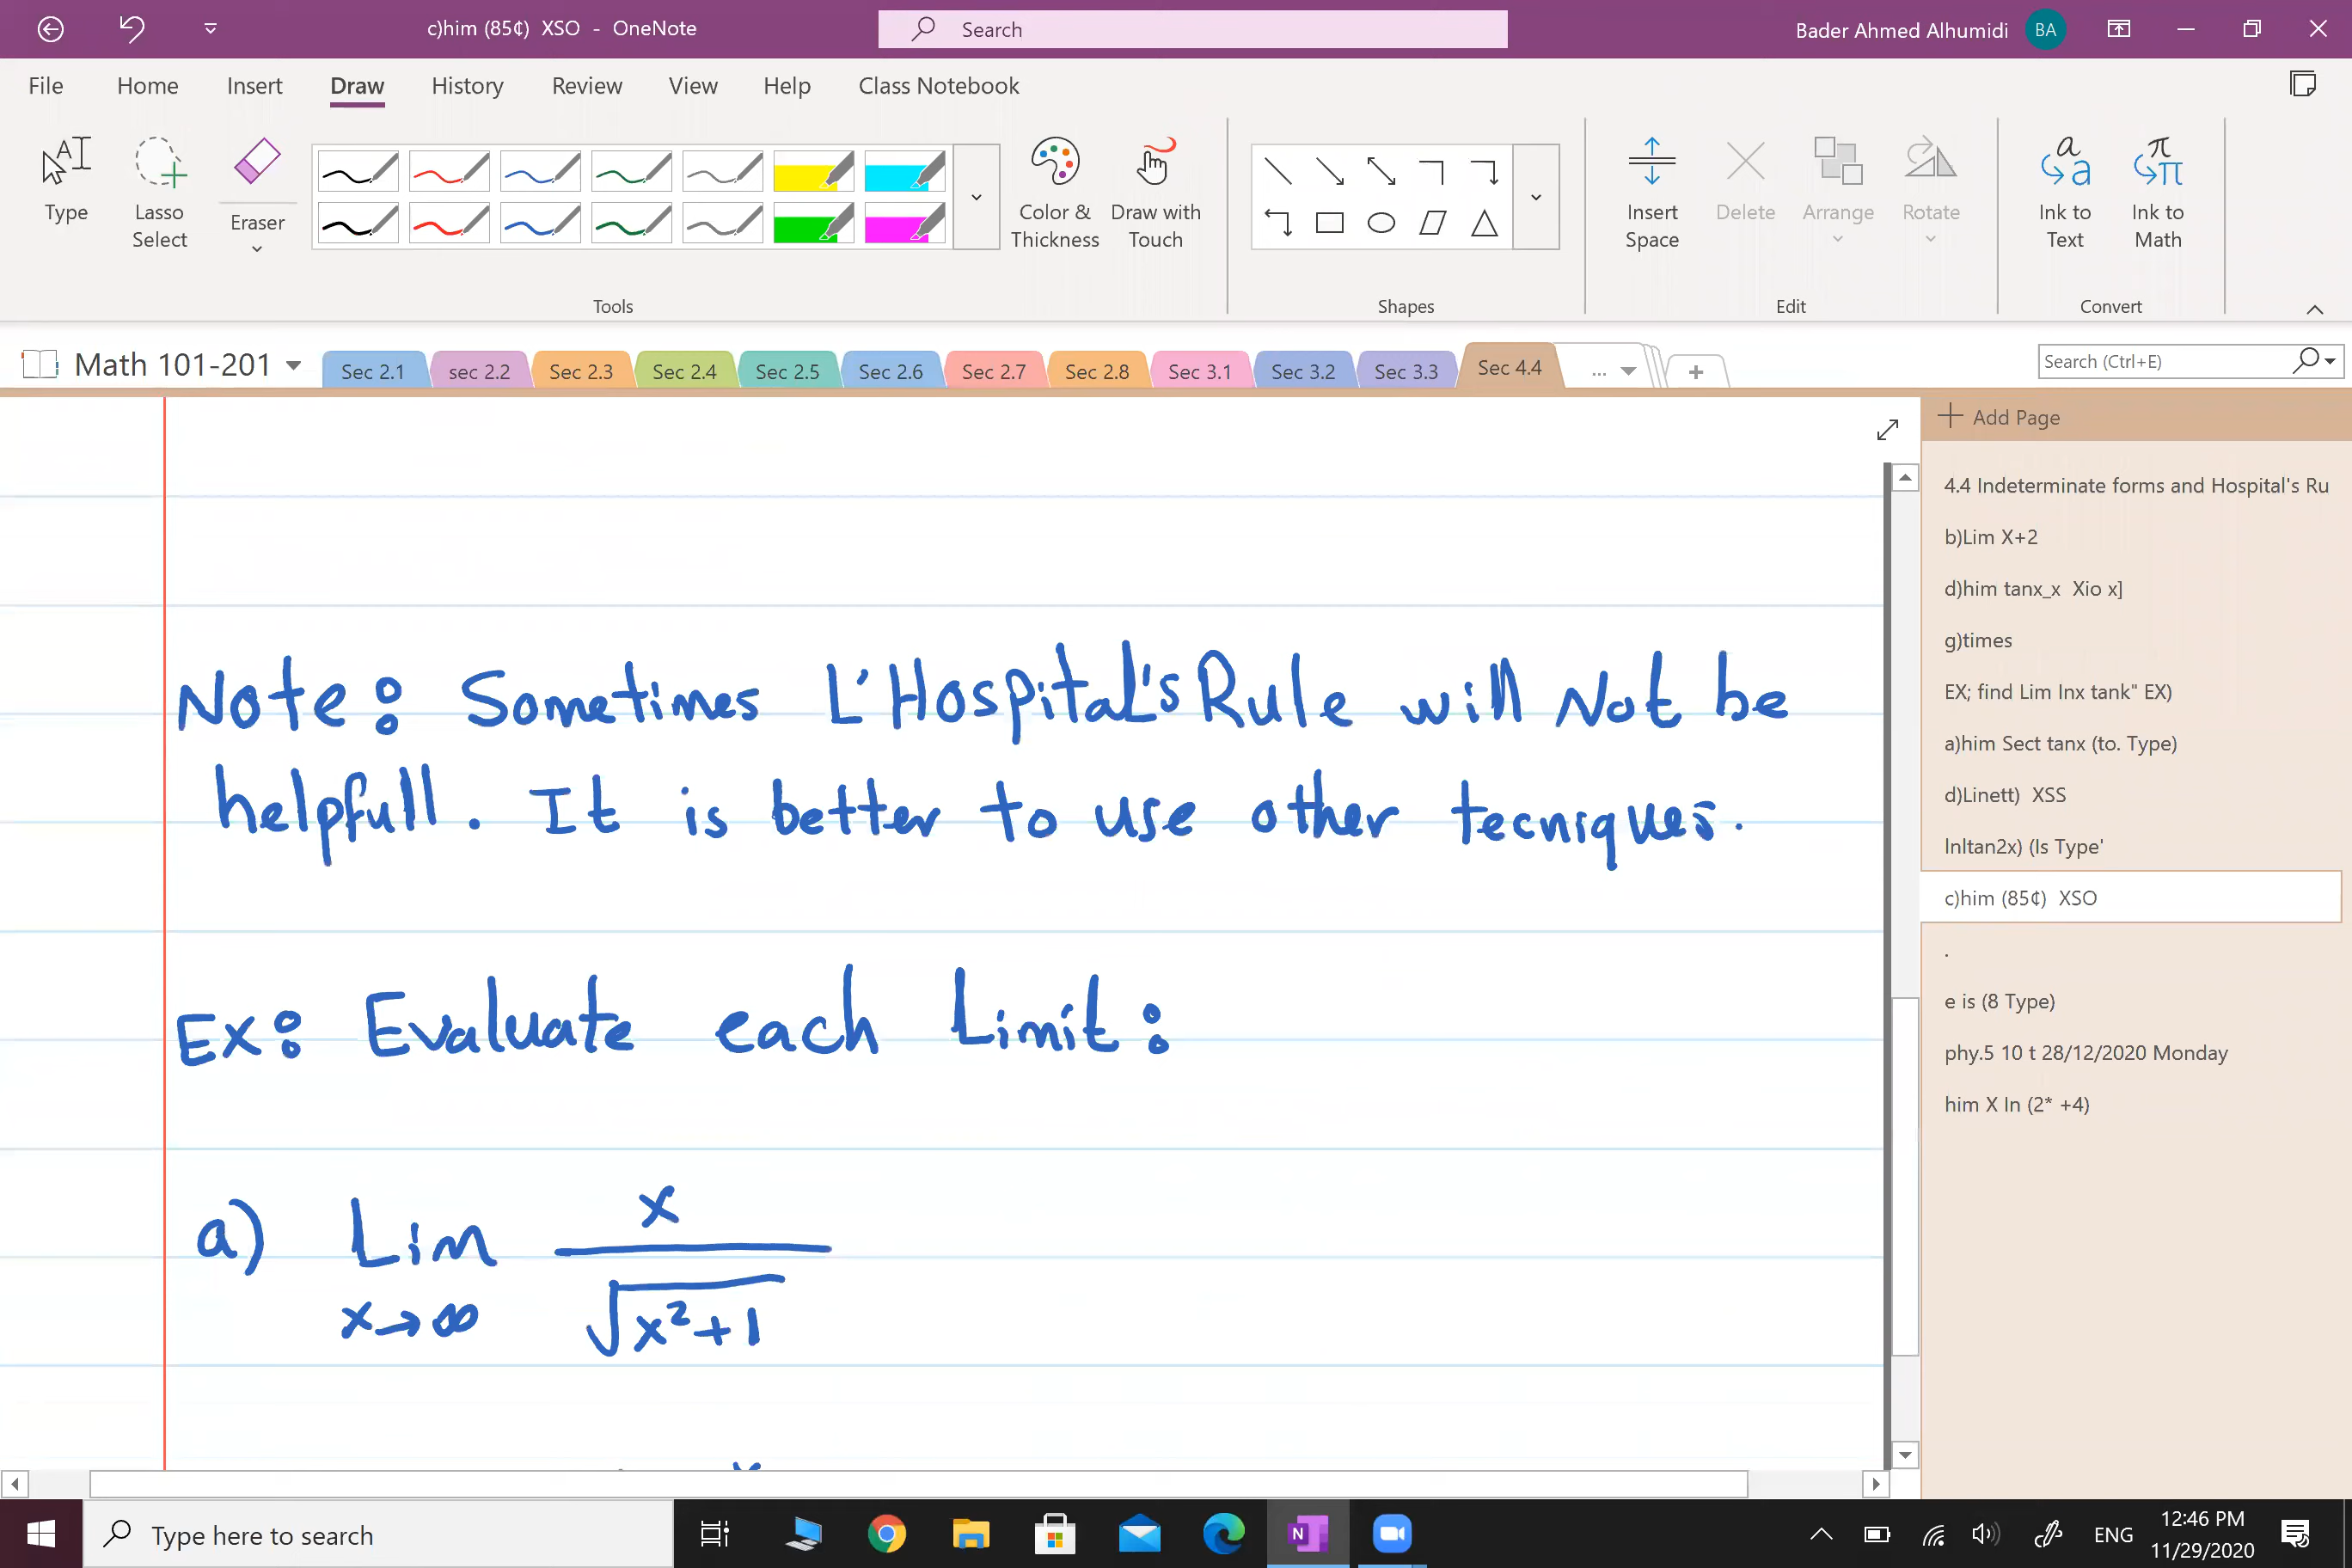 c)him (85¢) XSO - OneNote
Search
Bader Ahmed Alhumidi
BA
File Home Insert Draw History Review View Help Class Notebook
Type
Lasso Select
Eraser
Color & Thickness
Draw with Touch
Insert Space
Delete
Arrange
Rotate
Ink to Text
Ink to Math
Tools
Shapes
Edit
Convert
Math 101-201
Sec 2.1 sec 2.2 Sec 2.3 Sec 2.4 Sec 2.5 Sec 2.6 Sec 2.7 Sec 2.8 Sec 3.1 Sec 3.2 Sec 3.3 Sec 4.4 ...
Search (Ctrl+E)
Note: Sometimes L'Hospital's Rule will Not be
helpfull. It is better to use other tecniques.
Ex: Evaluate each Limit:
a) Lim x
x→∞ √x²+1
Add Page
4.4 Indeterminate forms and Hospital's Ru
b)Lim X+2
d)him tanx_x Xio x]
g)times
EX; find Lim Inx tank" EX)
a)him Sect tanx (to. Type)
d)Linett) XSS
Inltan2x) (Is Type'
c)him (85¢) XSO
.
e is (8 Type)
phy.5 10 t 28/12/2020 Monday
him X In (2* +4)
Type here to search
ENG
12:46 PM
11/29/2020